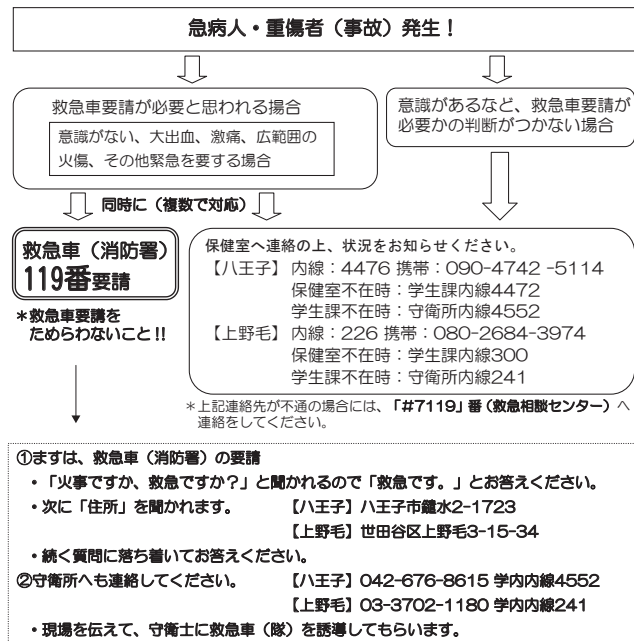 急病人・重傷者（事故）発生！
救急車要請が必要と思われる場合
意識がない、大出血、激痛、広範囲の
火傷、その他緊急を要する場合
意識があるなど、救急車要請が
必要かの判断がつかない場合
同時に（複数で対応）
救急車（消防署）
119番要請
＊救急車要請を
ためらわないこと!!
保健室へ連絡の上、状況をお知らせください。
【八王子】内線：4476 携帯：090-4742 -5114
保健室不在時：学生課内線4472
学生課不在時：守衛所内線4552
【上野毛】内線：226 携帯：080-2684-3974
保健室不在時：学生課内線300
学生課不在時：守衛所内線241
＊上記連絡先が不通の場合には、「#7119」番（救急相談センター）へ
連絡をしてください。
①まずは、救急車（消防署）の要請
・「火事ですか、救急ですか？」と聞かれるので「救急です。」とお答えください。
・次に「住所」を聞かれます。 【八王子】八王子市鑓水2-1723
【上野毛】世田谷区上野毛3-15-34
・続く質問に落ち着いてお答えください。
②守衛所へも連絡してください。 【八王子】042-676-8615 学内内線4552
【上野毛】03-3702-1180 学内内線241
・現場を伝えて、守衛士に救急車（隊）を誘導してもらいます。